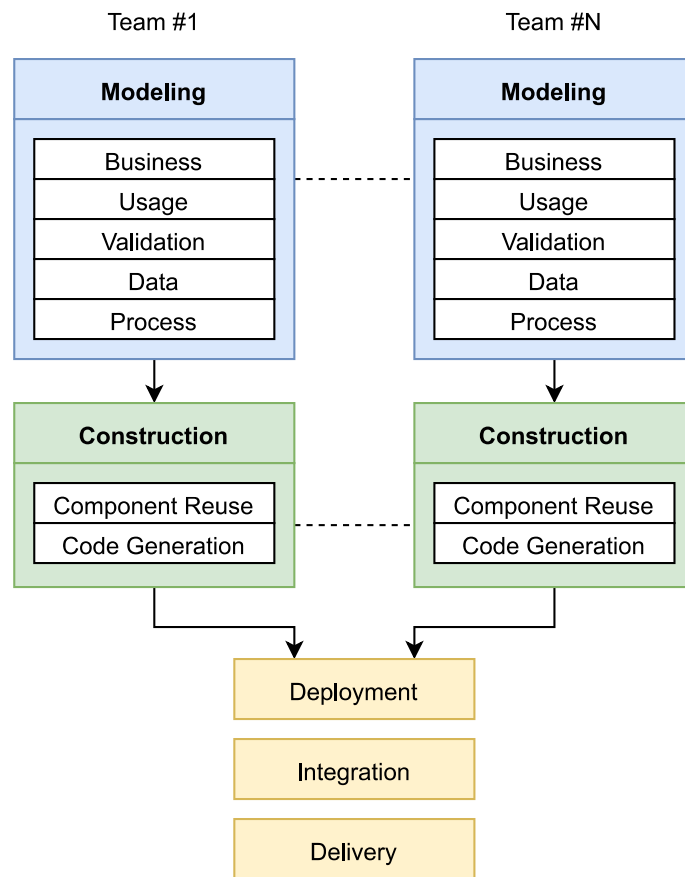 Team #1
Team #N
Modeling
Business
Usage
Validation
Data
Process
Modeling
Business
Usage
Validation
Data
Process
Construction
Component Reuse
Code Generation
Construction
Component Reuse
Code Generation
Deployment
Integration
Delivery